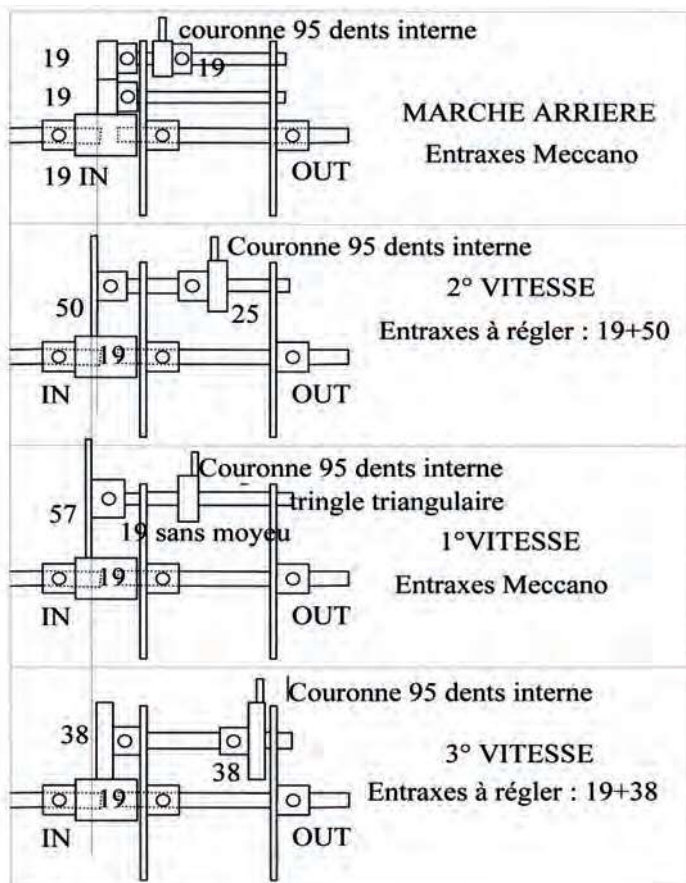 couronne 95 dents interne
19
19
19
MARCHE ARRIERE
Entraxes Meccano
19 IN
OUT
Couronne 95 dents interne
2° VITESSE
50
25
Entraxes à régler : 19+50
19
IN
OUT
Couronne 95 dents interne
tringle triangulaire
57
19 sans moyeu
1°VITESSE
19
Entraxes Meccano
IN
OUT
Couronne 95 dents interne
38
38
3° VITESSE
19
Entraxes à régler : 19+38
IN
OUT